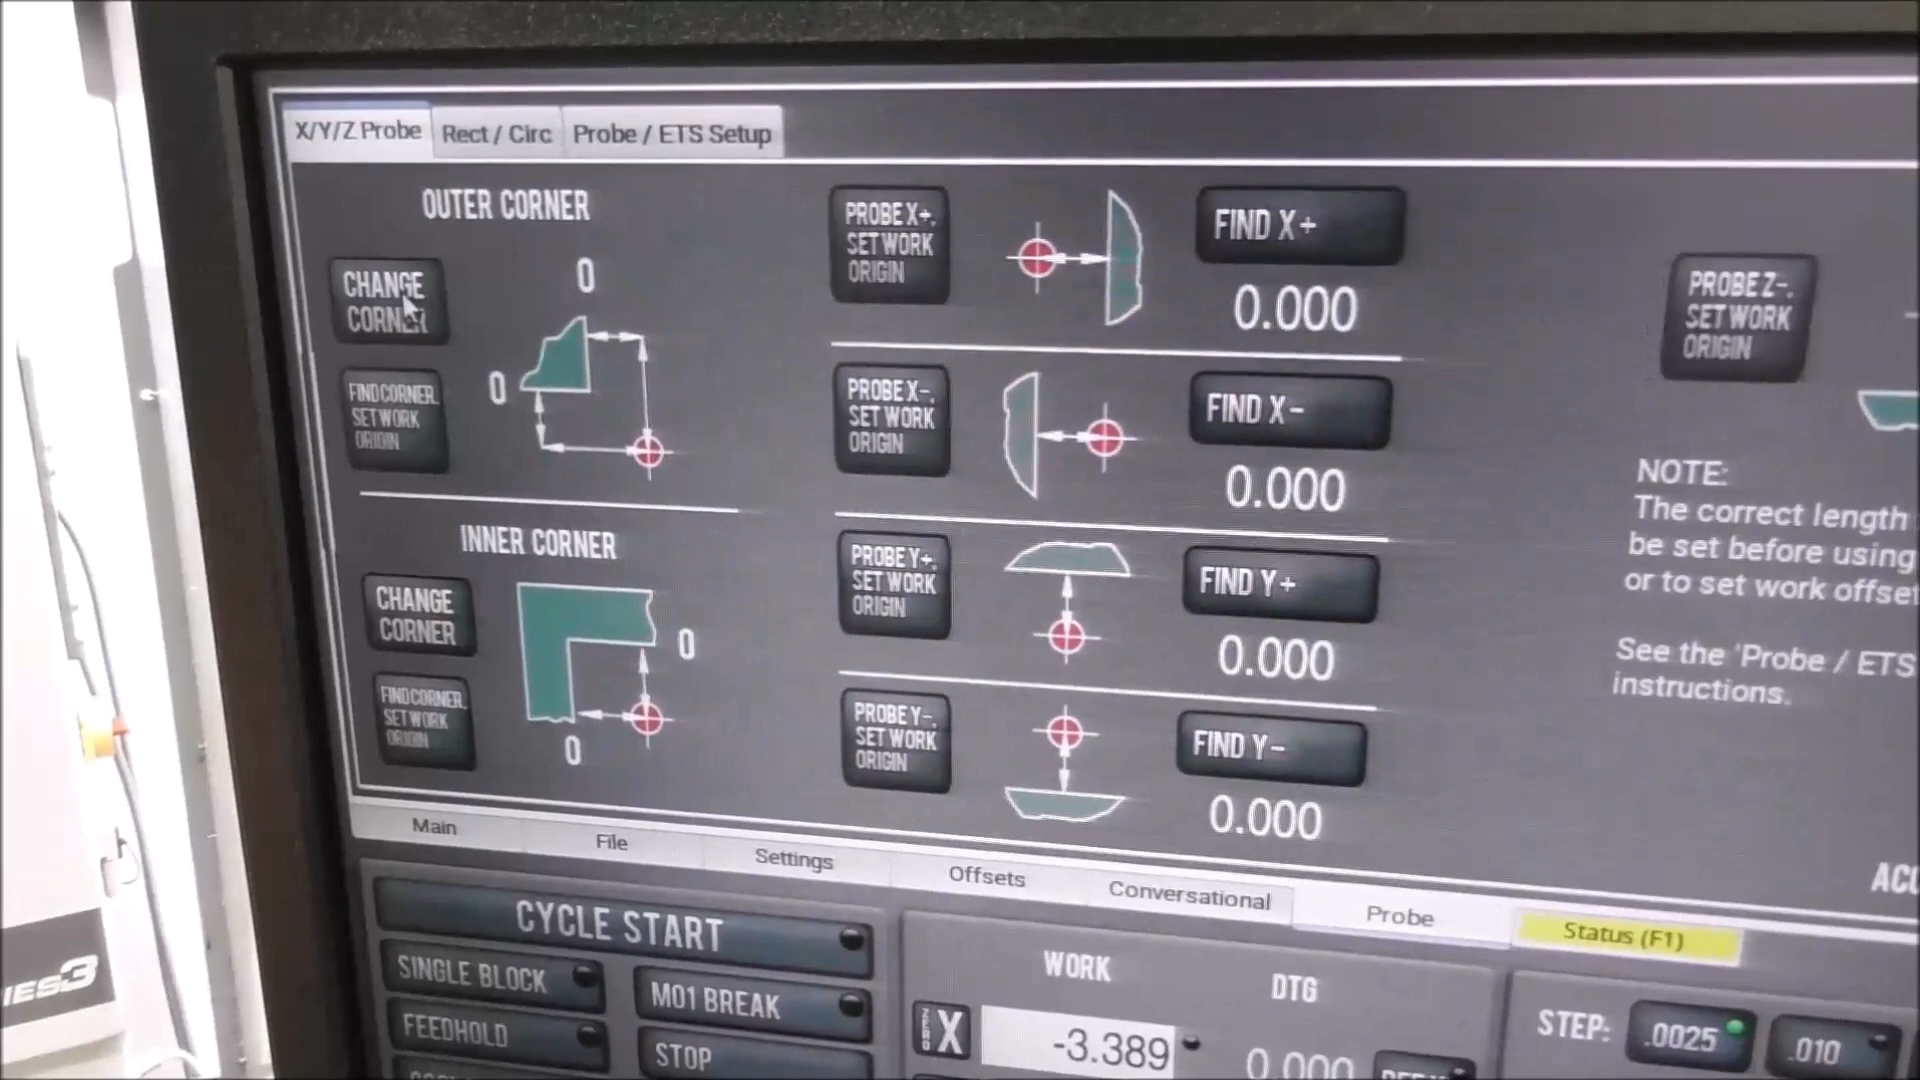 X/Y/Z Probe
Rect / Circ
Probe / ETS Setup
OUTER CORNER
CHANGE
CORNER
0
0
FIND CORNER,
SET WORK
ORIGIN
INNER CORNER
CHANGE
CORNER
0
FIND CORNER,
SET WORK
ORIGIN
0
PROBE X+,
SET WORK
ORIGIN
FIND X+
0.000
PROBE X-,
SET WORK
ORIGIN
FIND X-
0.000
PROBE Y+,
SET WORK
ORIGIN
FIND Y+
0.000
PROBE Y-,
SET WORK
ORIGIN
FIND Y-
0.000
PROBE Z-,
SET WORK
ORIGIN
NOTE:
The correct length
be set before using
or to set work offset
See the 'Probe / ETS
instructions.
Main
File
Settings
Offsets
Conversational
Probe
Status (F1)
CYCLE START
SINGLE BLOCK
M01 BREAK
FEEDHOLD
STOP
WORK
DTG
ZERO
X
-3.389
0.000
STEP:
.0025
.010
IES3